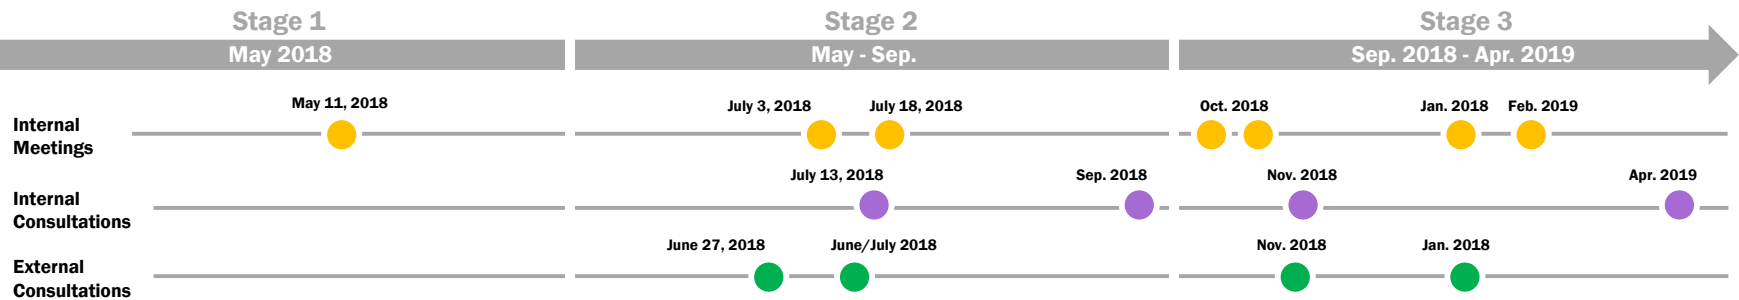 Stage 1
Stage 2
Stage 3
May 2018
May - Sep.
Sep. 2018 - Apr. 2019
Internal
Meetings
May 11, 2018
July 3, 2018
July 18, 2018
Oct. 2018
Jan. 2018
Feb. 2019
Internal
Consultations
July 13, 2018
Sep. 2018
Nov. 2018
Apr. 2019
External
Consultations
June 27, 2018
June/July 2018
Nov. 2018
Jan. 2018